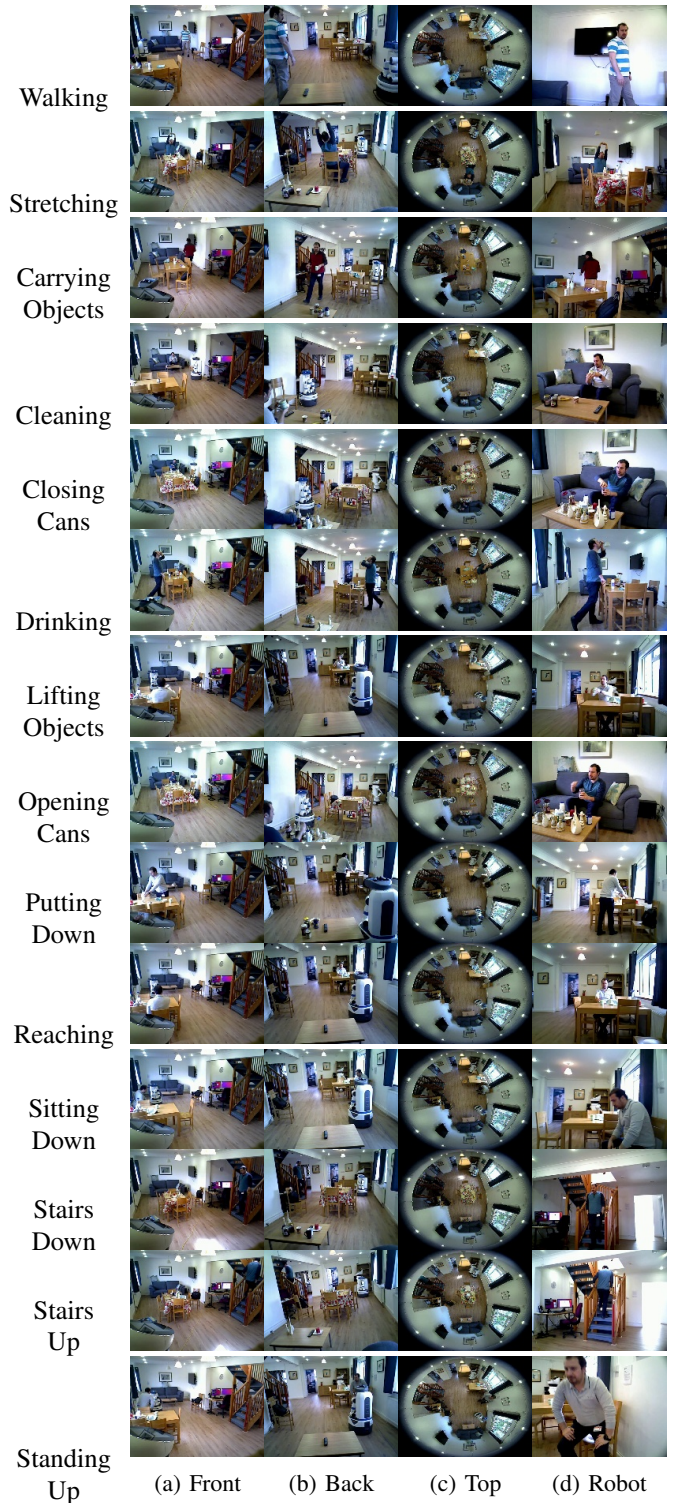 Walking
Stretching
Carrying
Objects
Cleaning
Closing
Cans
Drinking
Lifting
Objects
Opening
Cans
Putting
Down
Reaching
Sitting
Down
Stairs
Down
Stairs
Up
Standing
Up
(a) Front
(b) Back
(c) Top
(d) Robot